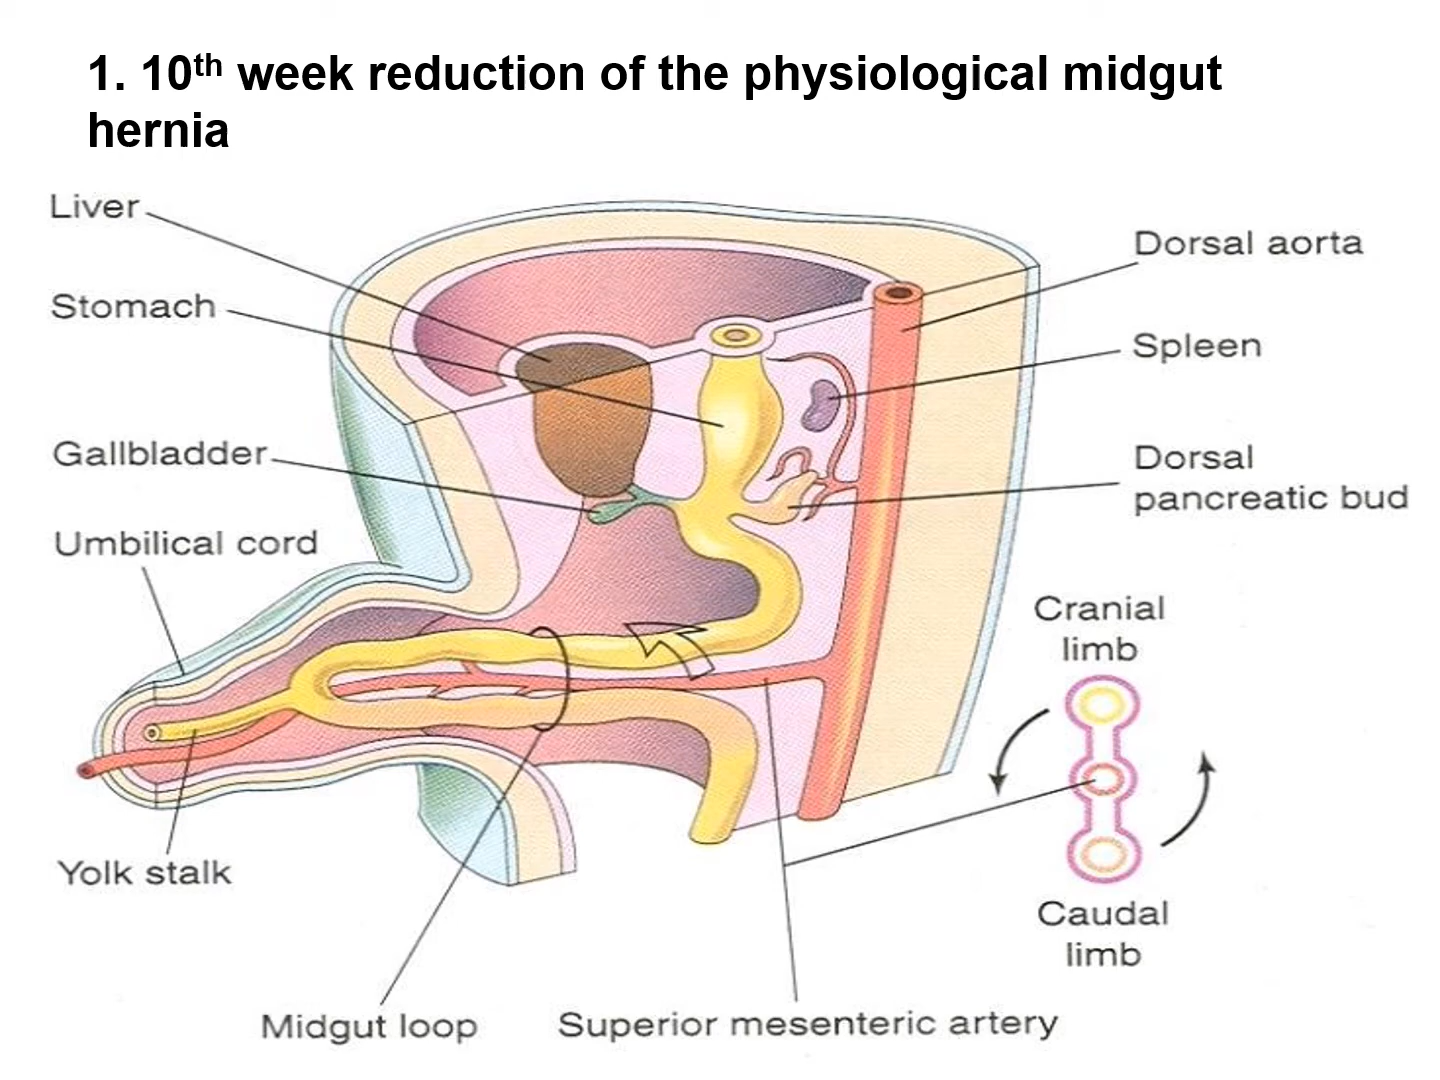 1. 10th week reduction of the physiological midgut
hernia
Liver
Stomach
Gallbladder
Umbilical cord
Yolk stalk
Midgut loop
Superior mesenteric artery
Dorsal aorta
Spleen
Dorsal
pancreatic bud
Cranial
limb
Caudal
limb